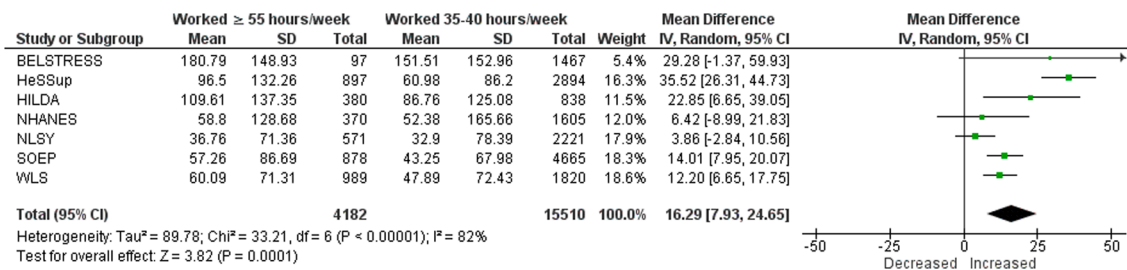 Worked ≥ 55 hours/week Worked 35-40 hours/week Mean Difference Mean Difference
Study or Subgroup Mean SD Total Mean SD Total Weight IV, Random, 95% CI IV, Random, 95% CI
BELSTRESS 180.79 148.93 97 151.51 152.96 1467 5.4% 29.28 [-1.37, 59.93]
HeSSup 96.5 132.26 897 60.98 86.2 2894 16.3% 35.52 [26.31, 44.73]
HILDA 109.61 137.35 380 86.76 125.08 838 11.5% 22.85 [6.65, 39.05]
NHANES 58.8 128.68 370 52.38 165.66 1605 12.0% 6.42 [-8.99, 21.83]
NLSY 36.76 71.36 571 32.9 78.39 2221 17.9% 3.86 [-2.84, 10.56]
SOEP 57.26 86.69 878 43.25 67.98 4665 18.3% 14.01 [7.95, 20.07]
WLS 60.09 71.31 989 47.89 72.43 1820 18.6% 12.20 [6.65, 17.75]
Total (95% CI) 4182 15510 100.0% 16.29 [7.93, 24.65]
Heterogeneity: Tau² = 89.78; Chi² = 33.21, df = 6 (P < 0.00001); I² = 82%
Test for overall effect: Z = 3.82 (P = 0.0001)
-50 -25 0 25 50
Decreased Increased